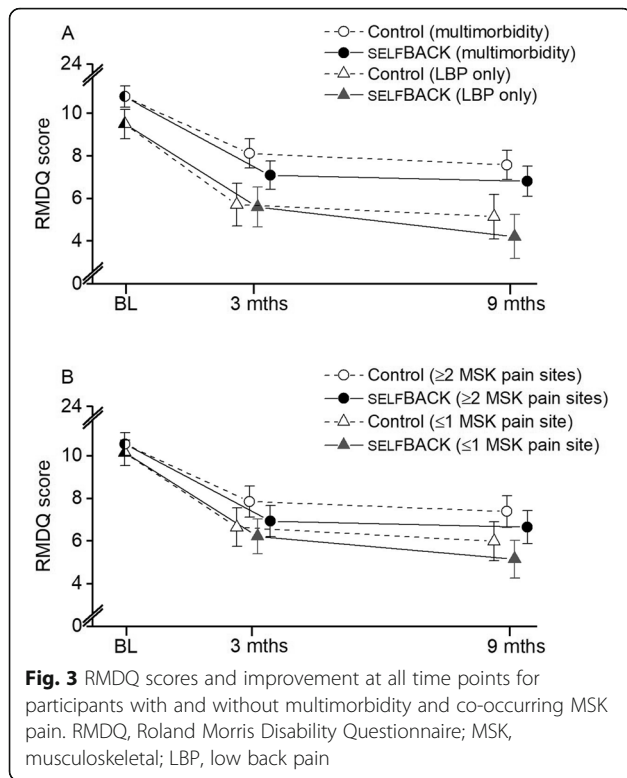 A
Control (multimorbidity)
SELFBACK (multimorbidity)
Control (LBP only)
SELFBACK (LBP only)
24
10
8
6
4
0
RMDQ score
BL 3 mths 9 mths
B
Control (≥2 MSK pain sites)
SELFBACK (≥2 MSK pain sites)
Control (≤1 MSK pain site)
SELFBACK (≤1 MSK pain site)
24
10
8
6
4
0
RMDQ score
BL 3 mths 9 mths
Fig. 3 RMDQ scores and improvement at all time points for
participants with and without multimorbidity and co-occurring MSK
pain. RMDQ, Roland Morris Disability Questionnaire; MSK,
musculoskeletal; LBP, low back pain